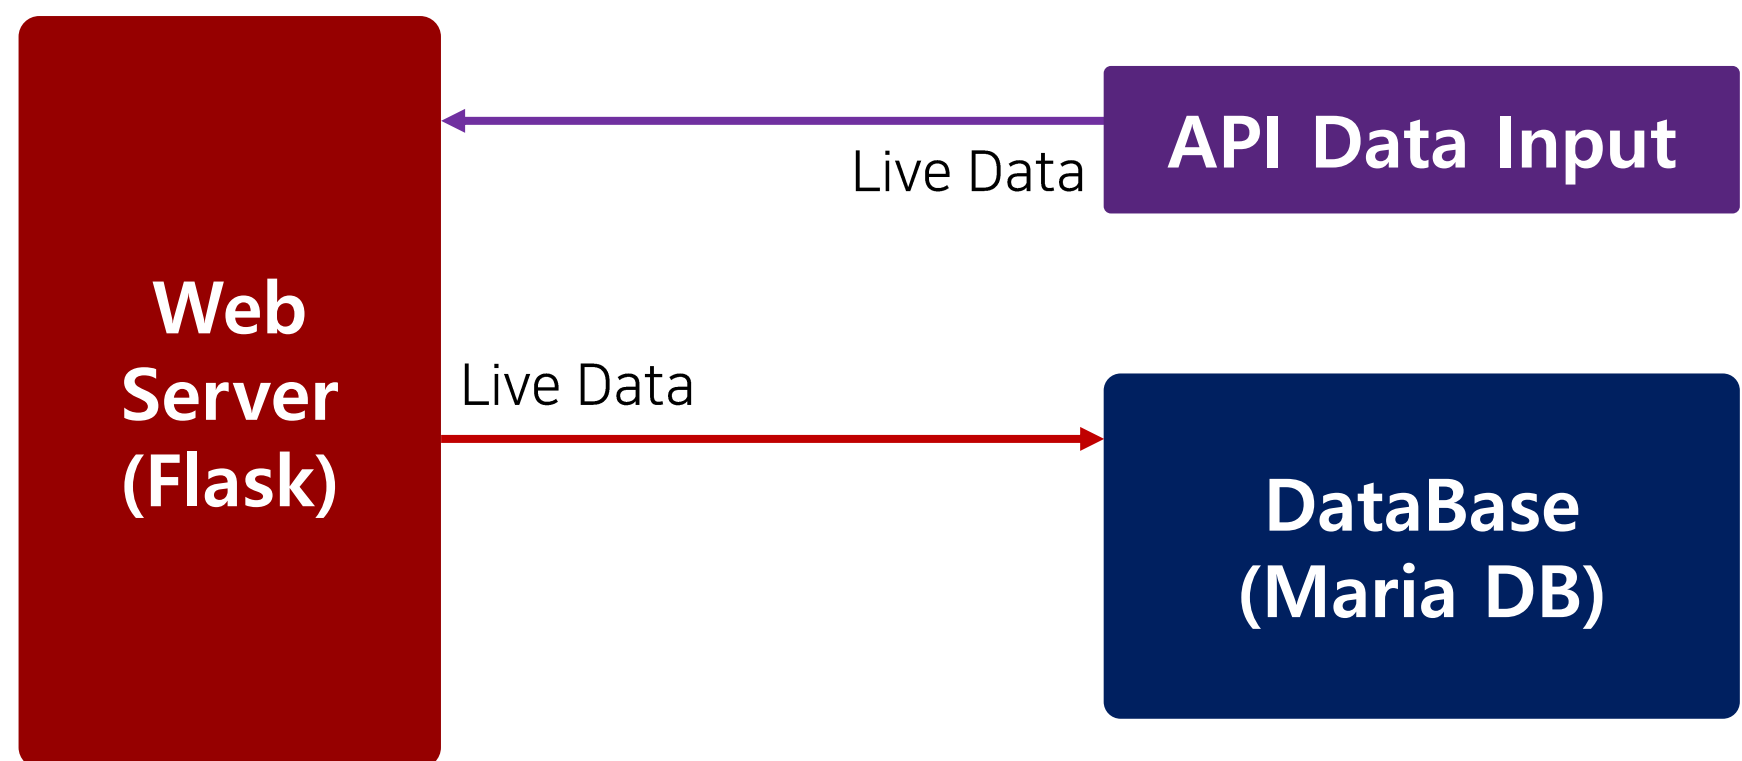 API Data Input
Live Data
Web
Server
(Flask)
Live Data
DataBase
(Maria DB)